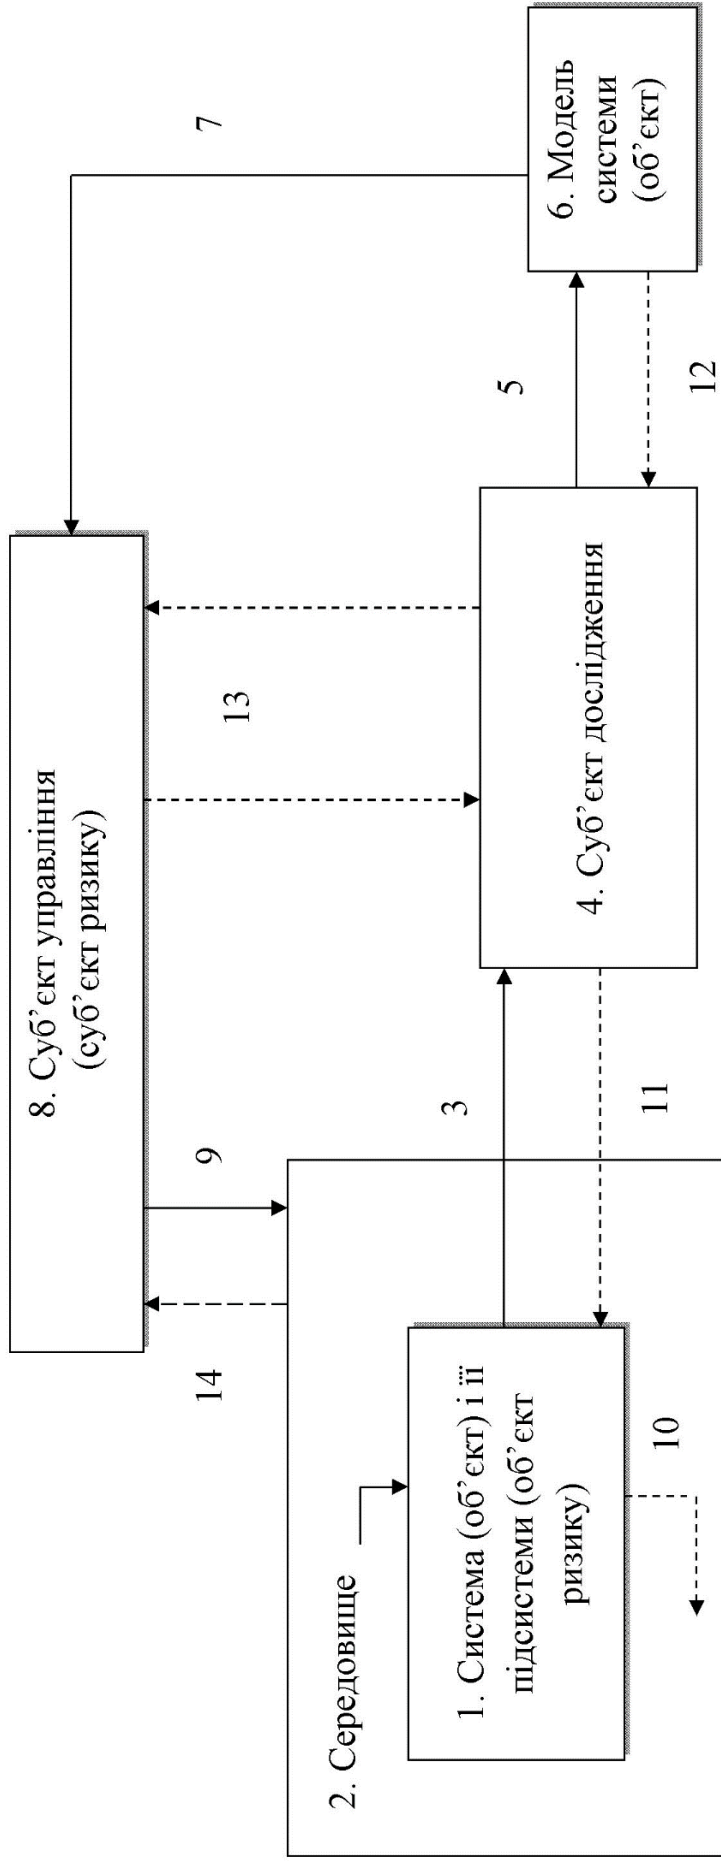 8. Суб’єкт управління
(суб’єкт ризику)
14
9
13
7
2. Середовище
1. Система (об’єкт) і її
підсистеми (об’єкт
ризику)
10
3
11
4. Суб’єкт дослідження
5
12
6. Модель
системи
(об’єкт)